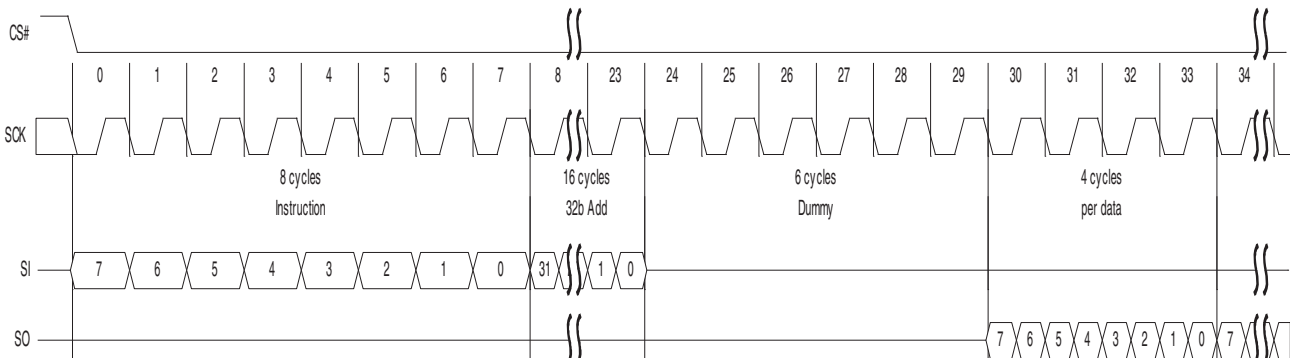 CS#
0 1 2 3 4 5 6 7 8 23 24 25 26 27 28 29 30 31 32 33 34
SCK
8 cycles 16 cycles 6 cycles 4 cycles
Instruction 32b Add Dummy per data
SI 7 6 5 4 3 2 1 0 31 1 0
SO 7 6 5 4 3 2 1 0 7